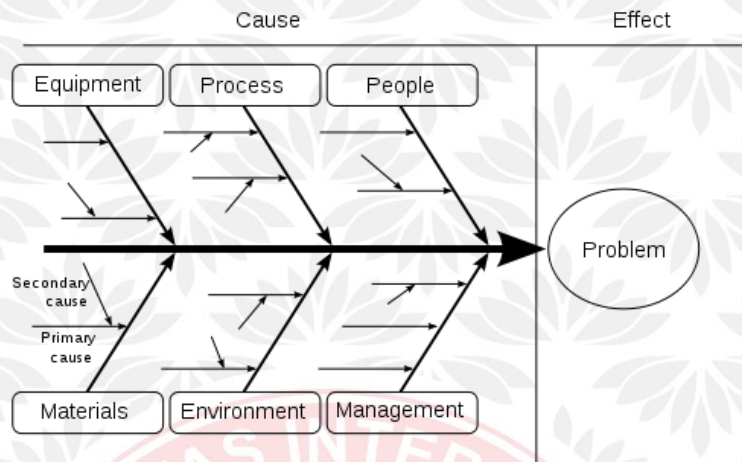 Cause Effect
Equipment Process People
Problem
Secondary
cause
Primary
cause
Materials Environment Management